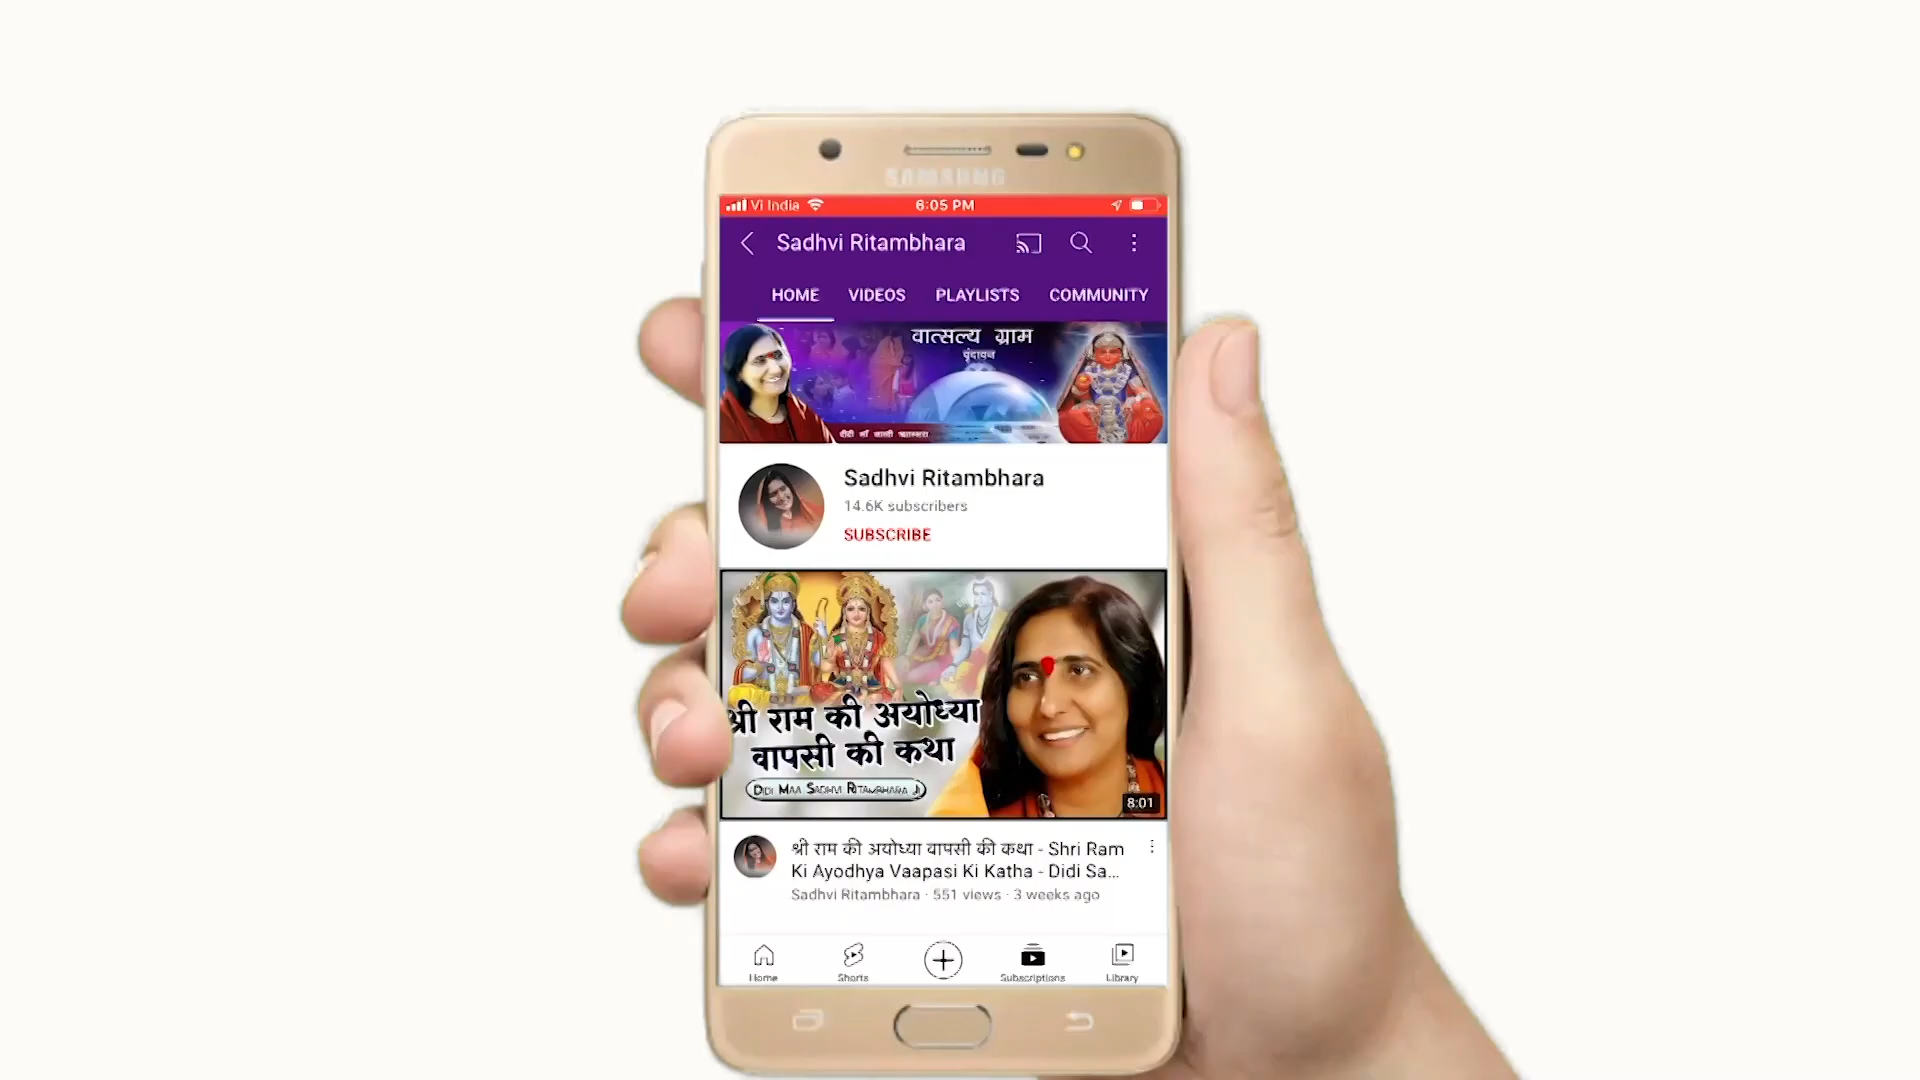 SAMSUNG
Vi India
6:05 PM
Sadhvi Ritambhara
HOME VIDEOS PLAYLISTS COMMUNITY
वात्सल्य ग्राम
वृंदावन
दीदी माँ साध्वी ऋतम्भरा
Sadhvi Ritambhara
14.6K subscribers
SUBSCRIBE
श्री राम की अयोध्या
वापसी की कथा
DIDI MAA SADHVI RITAMBHARA JI
8:01
श्री राम की अयोध्या वापसी की कथा - Shri Ram
Ki Ayodhya Vaapasi Ki Katha - Didi Sa...
Sadhvi Ritambhara · 551 views · 3 weeks ago
Home Shorts Subscriptions Library